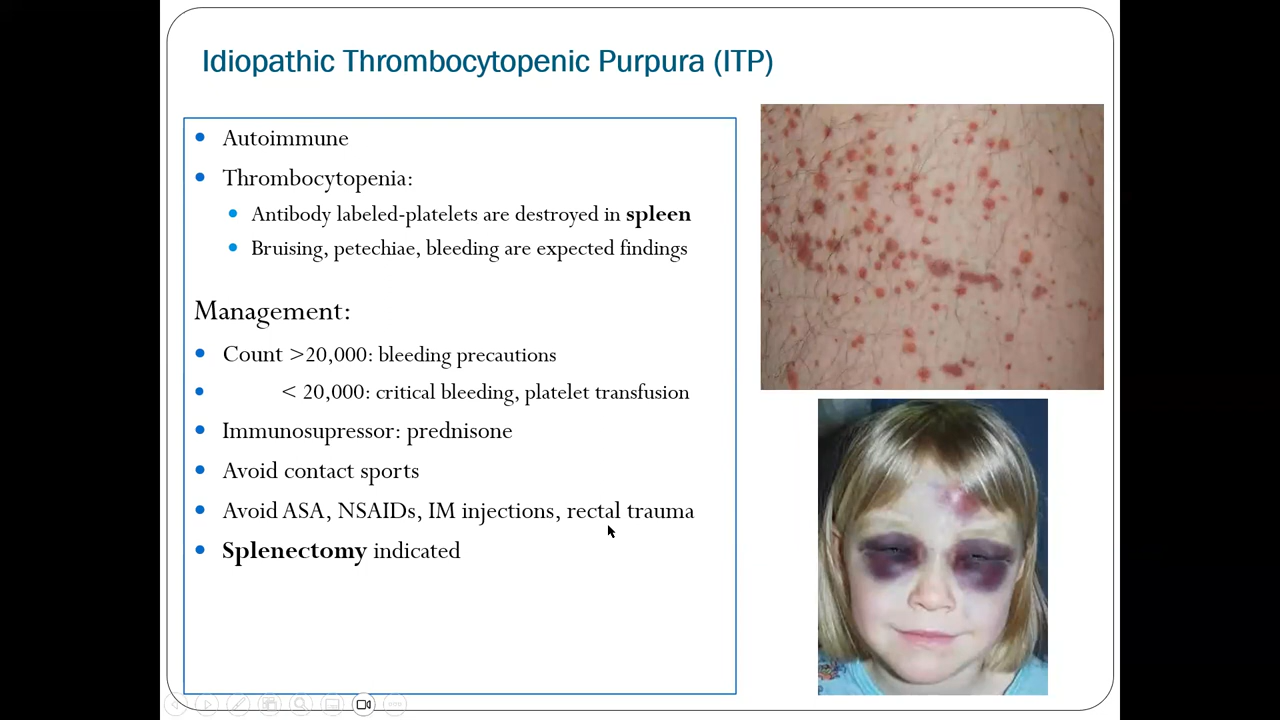 Idiopathic Thrombocytopenic Purpura (ITP)
Autoimmune
Thrombocytopenia:
Antibody labeled-platelets are destroyed in spleen
Bruising, petechiae, bleeding are expected findings
Management:
Count >20,000: bleeding precautions
< 20,000: critical bleeding, platelet transfusion
Immunosupressor: prednisone
Avoid contact sports
Avoid ASA, NSAIDs, IM injections, rectal trauma
Splenectomy indicated